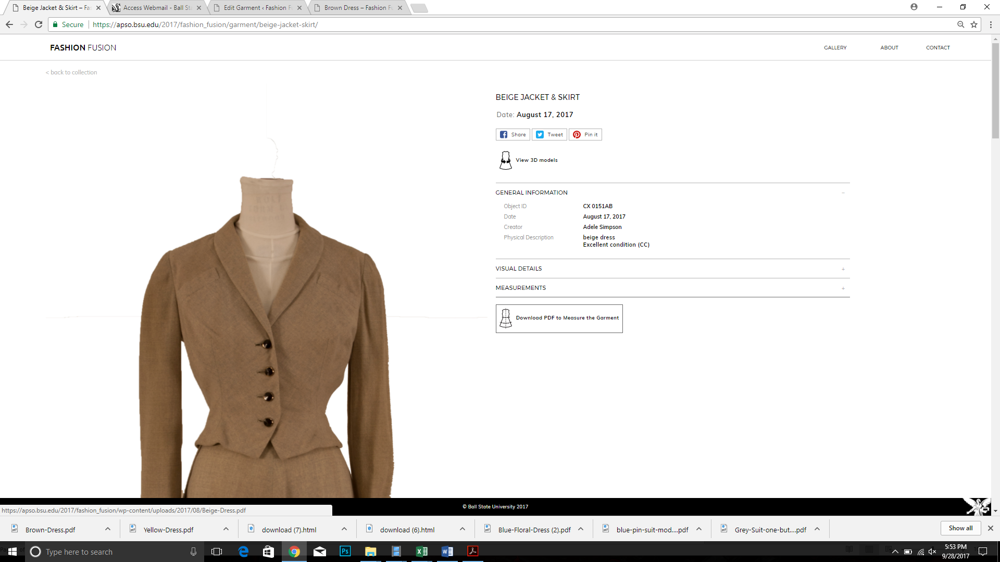 Beige Jacket & Skirt – Fas
Access Webmail - Ball Sta
Edit Garment ‹ Fashion F
Brown Dress – Fashion Fu
Secure
https://apso.bsu.edu/2017/fashion_fusion/garment/beige-jacket-skirt/
FASHION FUSION
GALLERY
ABOUT
CONTACT
< back to collection
BEIGE JACKET & SKIRT
Date: August 17, 2017
Share
Tweet
Pin it
View 3D models
GENERAL INFORMATION
Object ID CX 0151AB
Date August 17, 2017
Creator Adele Simpson
Physical Description beige dress
Excellent condition (CC)
VISUAL DETAILS
MEASUREMENTS
Download PDF to Measure the Garment
© Ball State University 2017
https://apso.bsu.edu/2017/fashion_fusion/wp-content/uploads/2017/08/Beige-Dress.pdf
Brown-Dress.pdf
Yellow-Dress.pdf
download (7).html
download (6).html
Blue-Floral-Dress (2).pdf
blue-pin-suit-mod....pdf
Grey-Suit-one-but....pdf
Show all
Type here to search
Ps
5:53 PM
9/28/2017